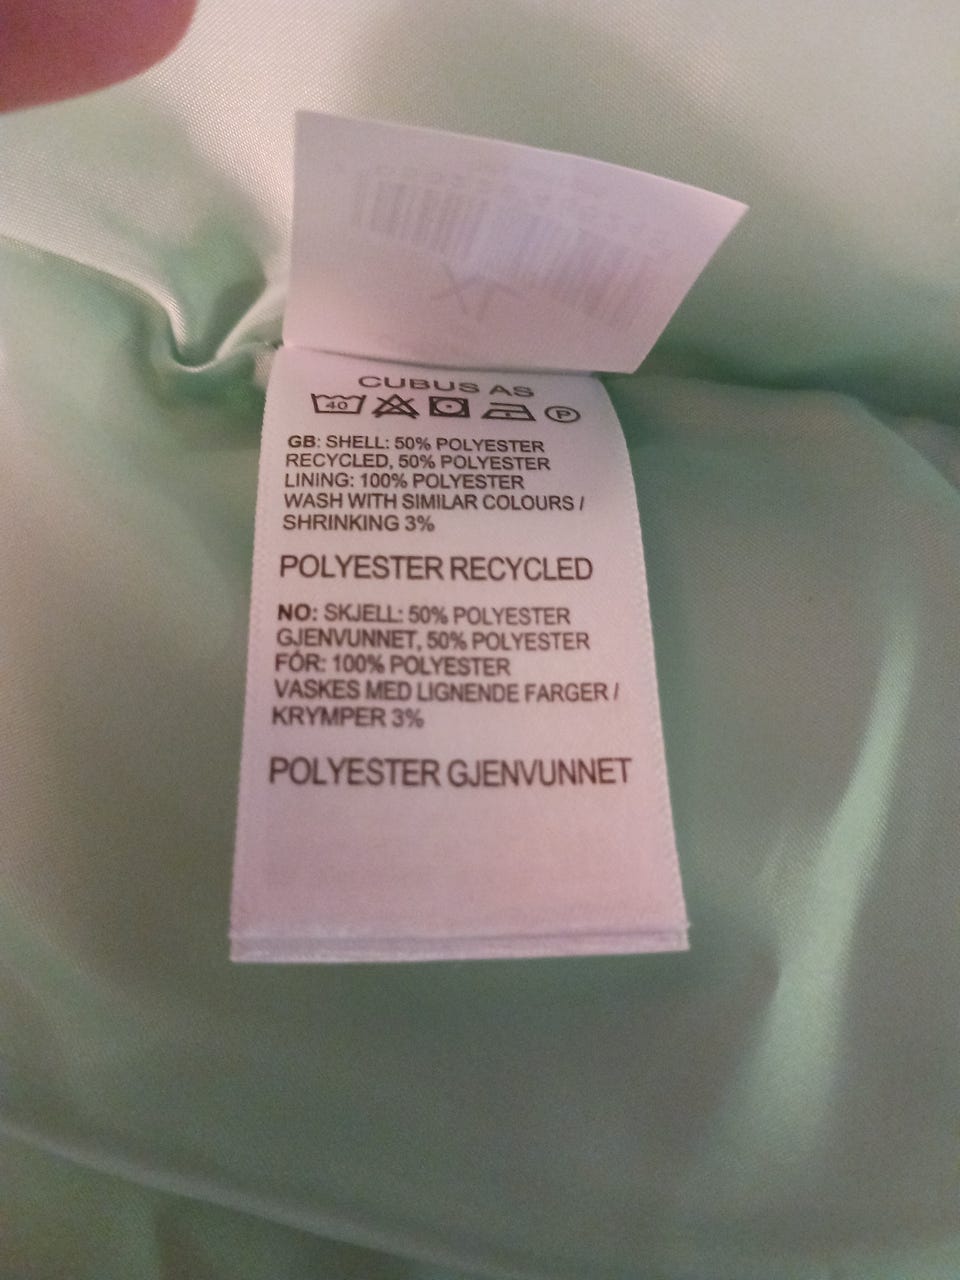 CUBUS AS
40 P
GB: SHELL: 50% POLYESTER
RECYCLED, 50% POLYESTER
LINING: 100% POLYESTER
WASH WITH SIMILAR COLOURS /
SHRINKING 3%
POLYESTER RECYCLED
NO: SKJELL: 50% POLYESTER
GJENVUNNET, 50% POLYESTER
FÓR: 100% POLYESTER
VASKES MED LIGNENDE FARGER /
KRYMPER 3%
POLYESTER GJENVUNNET